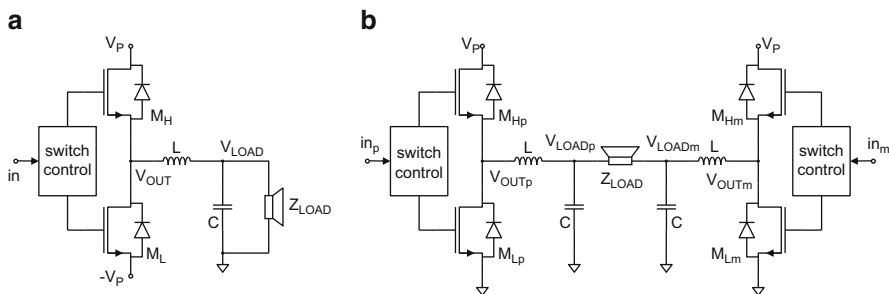 a
V_P
M_H
switch control
in
L
V_LOAD
V_OUT
C
Z_LOAD
M_L
-V_P
b
V_P
M_Hp
switch control
in_p
L
V_LOADp
V_OUTp
C
Z_LOAD
V_LOADm
L
V_OUTm
C
M_Lp
V_P
M_Hm
switch control
in_m
M_Lm